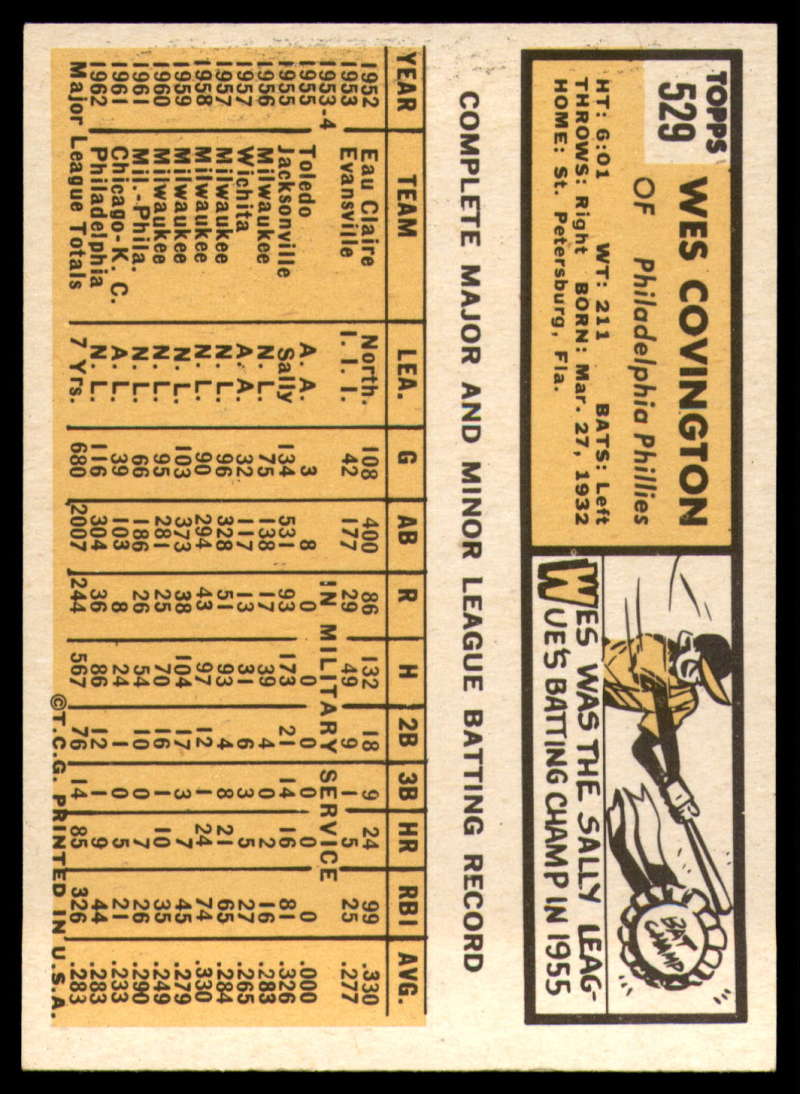 TOPPS
529
WES COVINGTON
OF Philadelphia Phillies
HT: 6:01 WT: 211 BATS: Left
THROWS: Right BORN: Mar. 27, 1932
HOME: St. Petersburg, Fla.
BAT CHAMP
WES WAS THE SALLY LEAG-
UE'S BATTING CHAMP IN 1955
COMPLETE MAJOR AND MINOR LEAGUE BATTING RECORD
YEAR TEAM LEA. G AB R H 2B 3B HR RBI AVG.
1952 Eau Claire North. 108 400 86 132 18 9 24 99 .330
1953 Evansville I. I. I. 42 177 29 49 9 1 5 25 .277
1953-4 IN MILITARY SERVICE
1955 Toledo A. A. 3 8 0 0 0 0 0 0 .000
1955 Jacksonville Sally 134 531 93 173 21 14 16 81 .326
1956 Milwaukee N. L. 75 138 17 39 4 0 2 16 .283
1957 Wichita A. A. 32 117 13 31 6 3 5 27 .265
1957 Milwaukee N. L. 96 328 51 93 4 8 21 65 .284
1958 Milwaukee N. L. 90 294 43 97 12 1 24 74 .330
1959 Milwaukee N. L. 103 373 38 104 17 3 7 45 .279
1960 Milwaukee N. L. 95 281 25 70 16 1 10 35 .249
1961 Mil.-Phila. N. L. 66 186 26 54 10 0 7 26 .290
1961 Chicago-K. C. A. L. 39 103 8 24 1 0 5 21 .233
1962 Philadelphia N. L. 116 304 36 86 12 1 9 44 .283
Major League Totals 7 Yrs. 680 2007 244 567 76 14 85 326 .283
©T.C.G. PRINTED IN U.S.A.